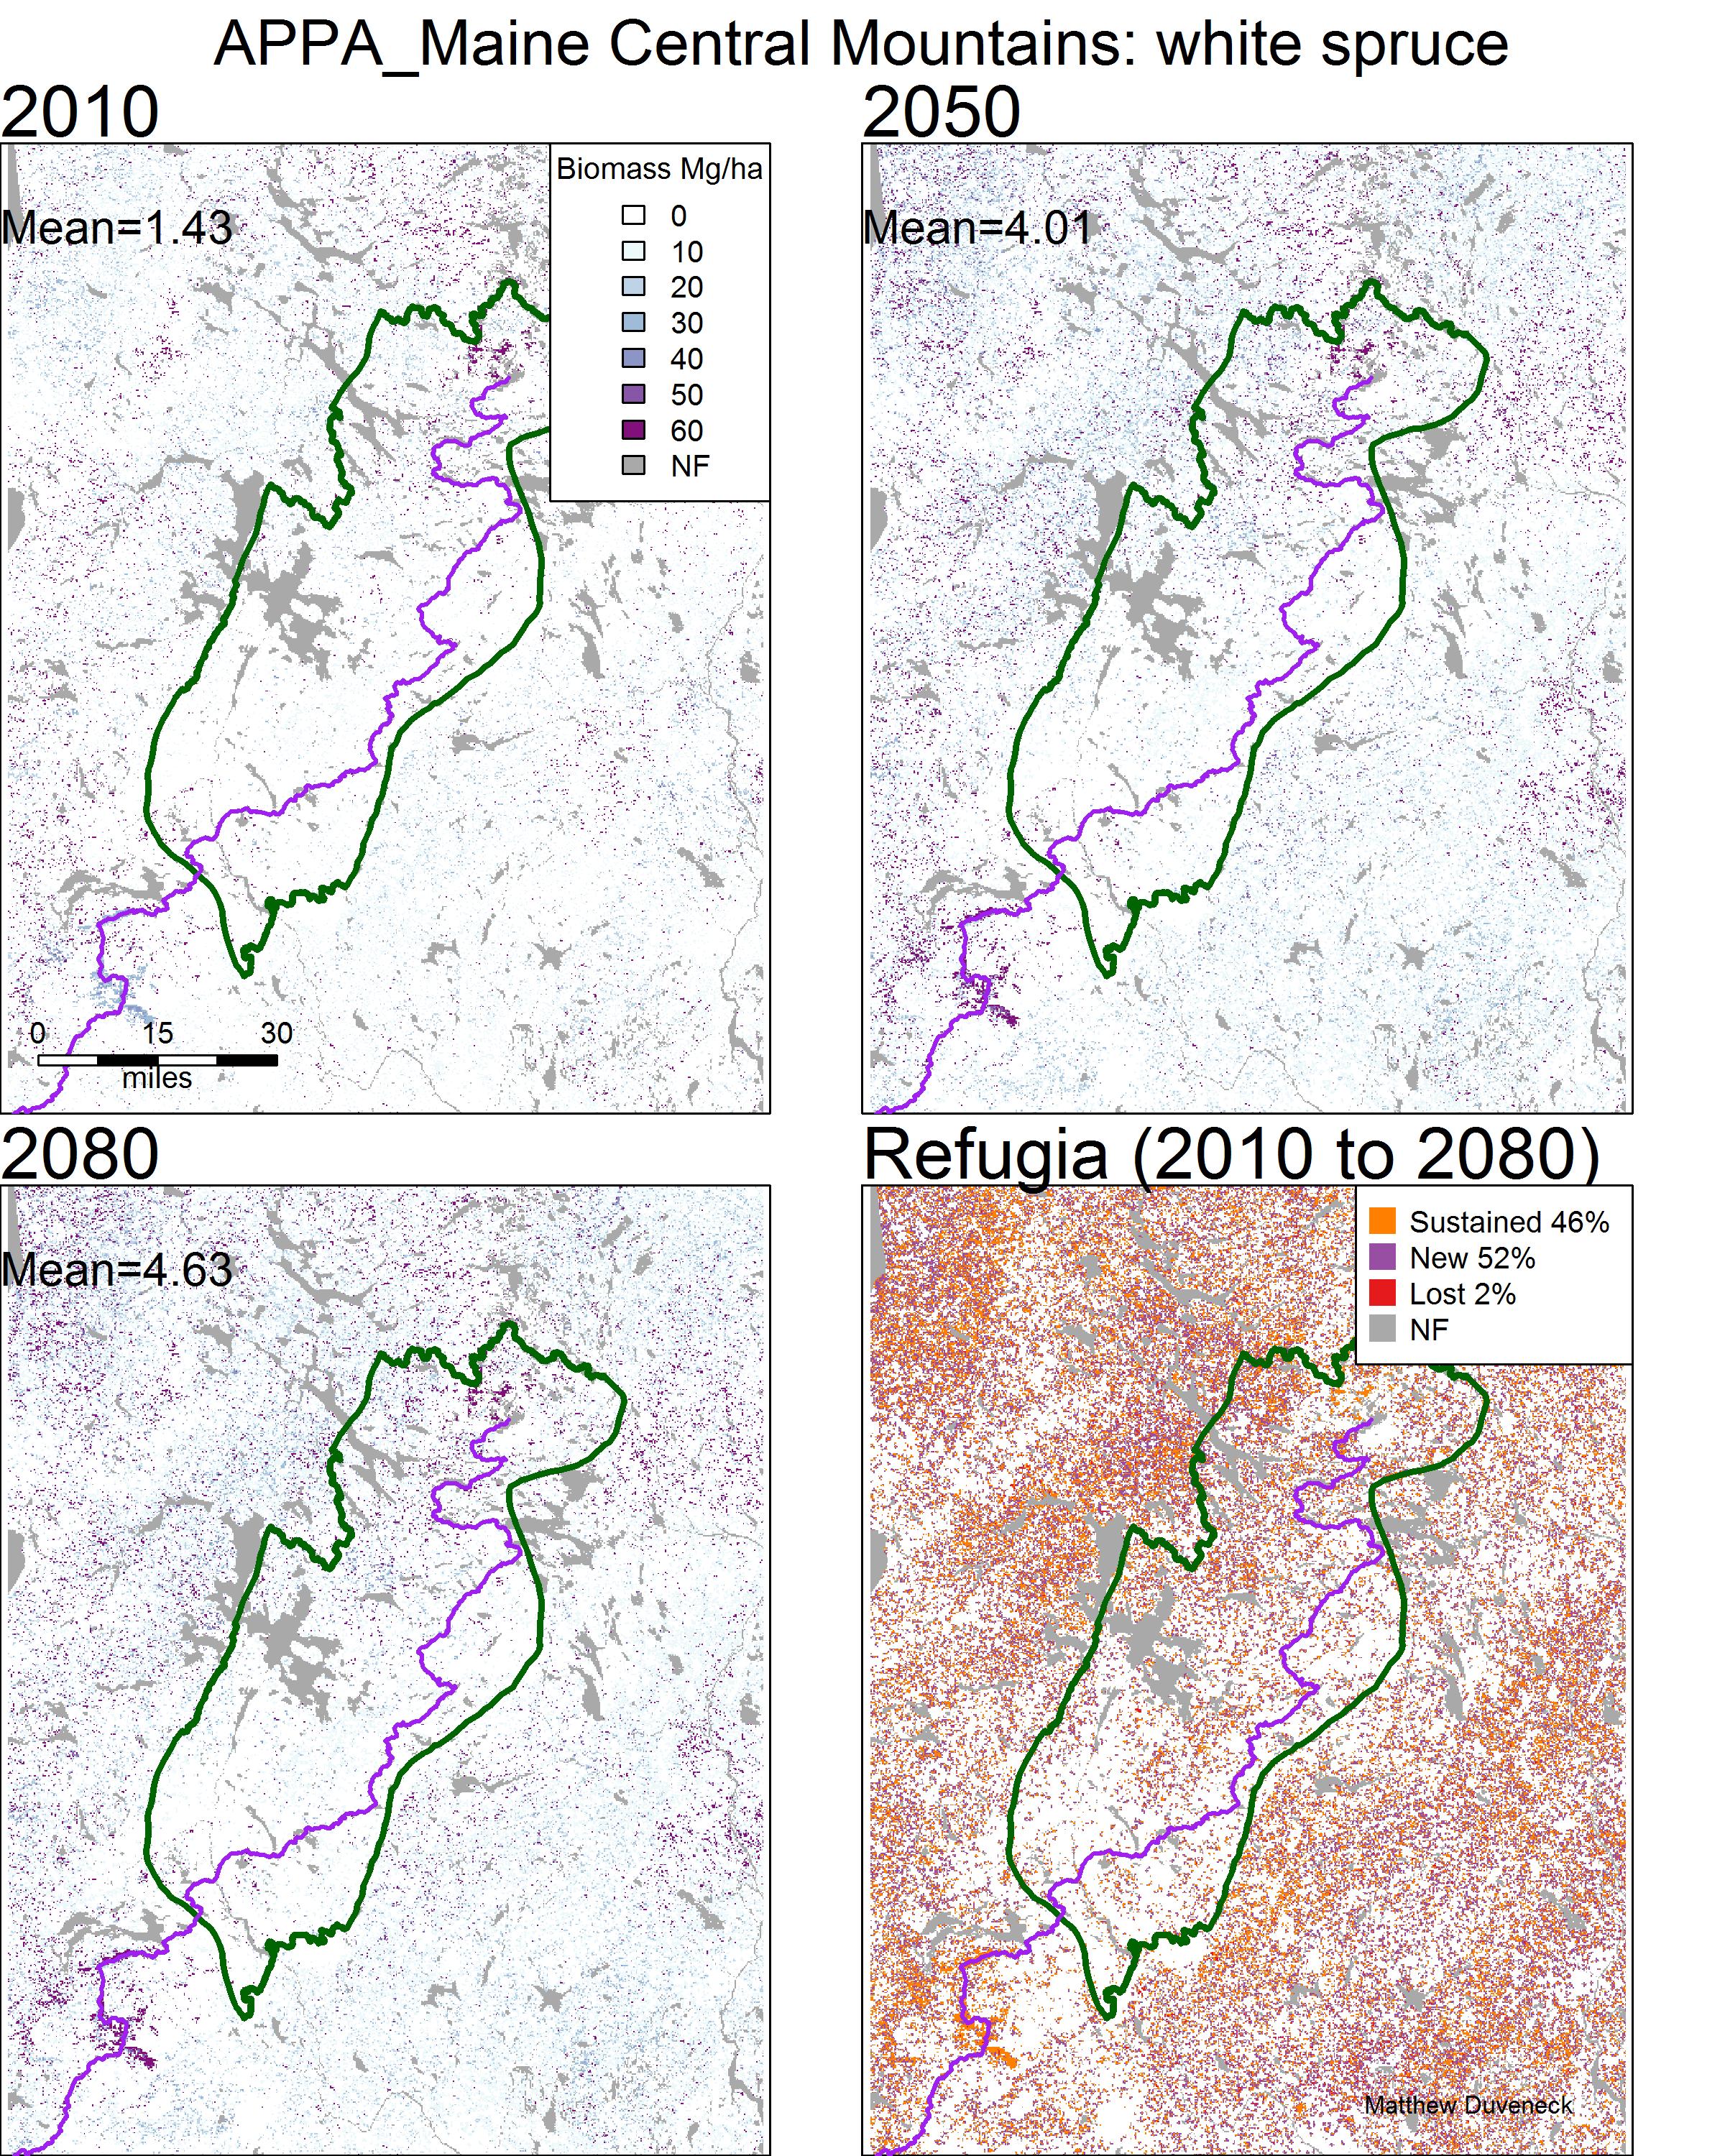 APPA_Maine Central Mountains: white spruce
2010
2050
Biomass Mg/ha
0
10
20
30
40
50
60
NF
Mean=1.43
Mean=4.01
0 15 30
miles
2080
Refugia (2010 to 2080)
Mean=4.63
Sustained 46%
New 52%
Lost 2%
NF
Matthew Duveneck